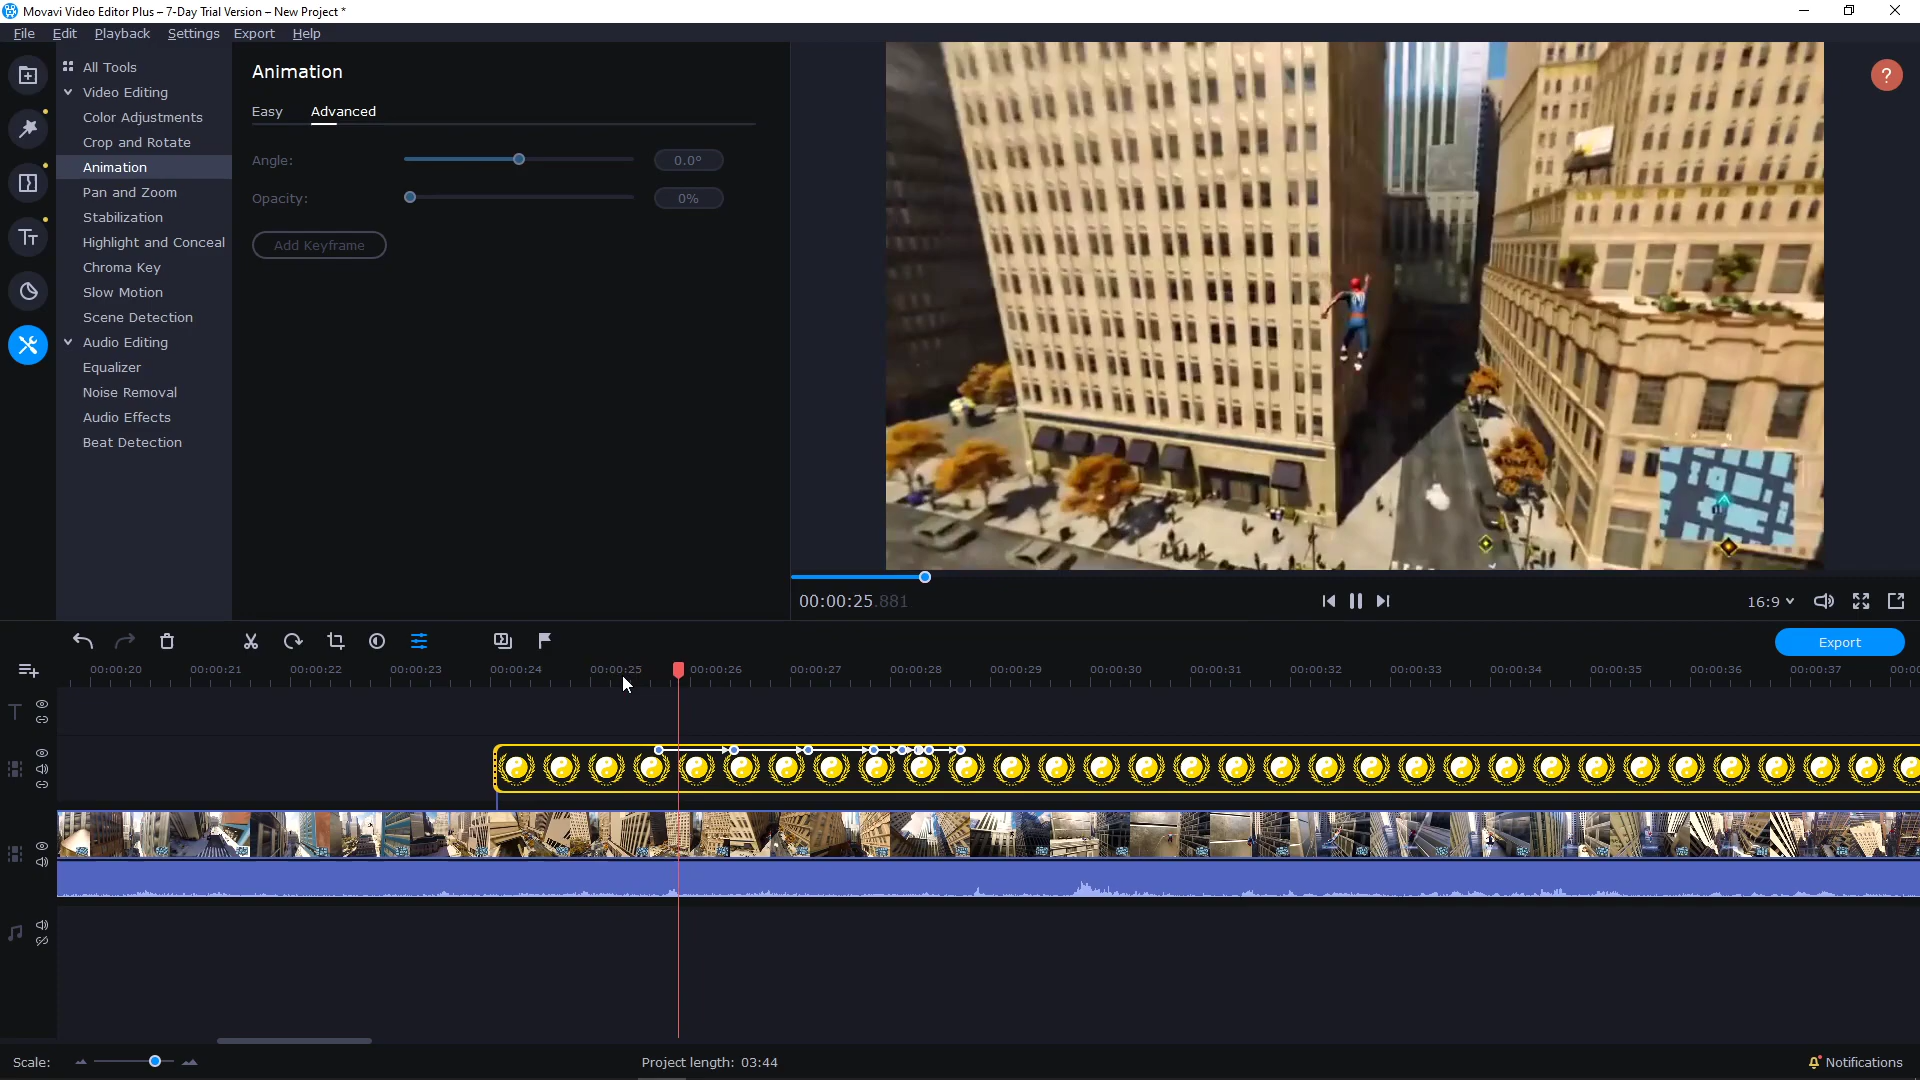 Movavi Video Editor Plus – 7-Day Trial Version – New Project *
File Edit Playback Settings Export Help
All Tools
Video Editing
Color Adjustments
Crop and Rotate
Animation
Pan and Zoom
Stabilization
Highlight and Conceal
Chroma Key
Slow Motion
Scene Detection
Audio Editing
Equalizer
Noise Removal
Audio Effects
Beat Detection
Animation
Easy Advanced
Angle: 0.0°
Opacity: 0%
Add Keyframe
?
00:00:25.881
16:9
Export
00:00:20 00:00:21 00:00:22 00:00:23 00:00:24 00:00:25 00:00:26 00:00:27 00:00:28 00:00:29 00:00:30 00:00:31 00:00:32 00:00:33 00:00:34 00:00:35 00:00:36 00:00:37
Scale:
Project length: 03:44
Notifications